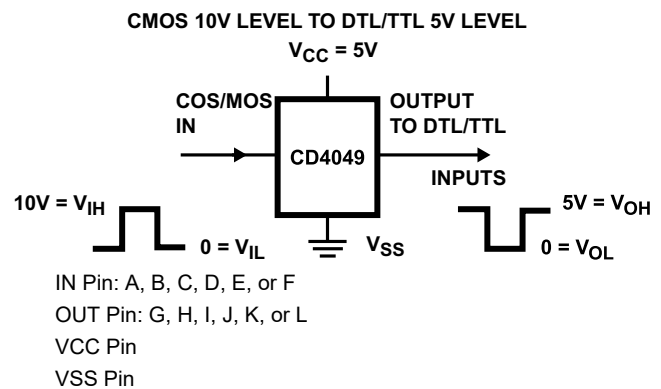 CMOS 10V LEVEL TO DTL/TTL 5V LEVEL
VCC = 5V
COS/MOS
IN
OUTPUT
TO DTL/TTL
CD4049
INPUTS
10V = VIH
0 = VIL
VSS
5V = VOH
0 = VOL
IN Pin: A, B, C, D, E, or F
OUT Pin: G, H, I, J, K, or L
VCC Pin
VSS Pin